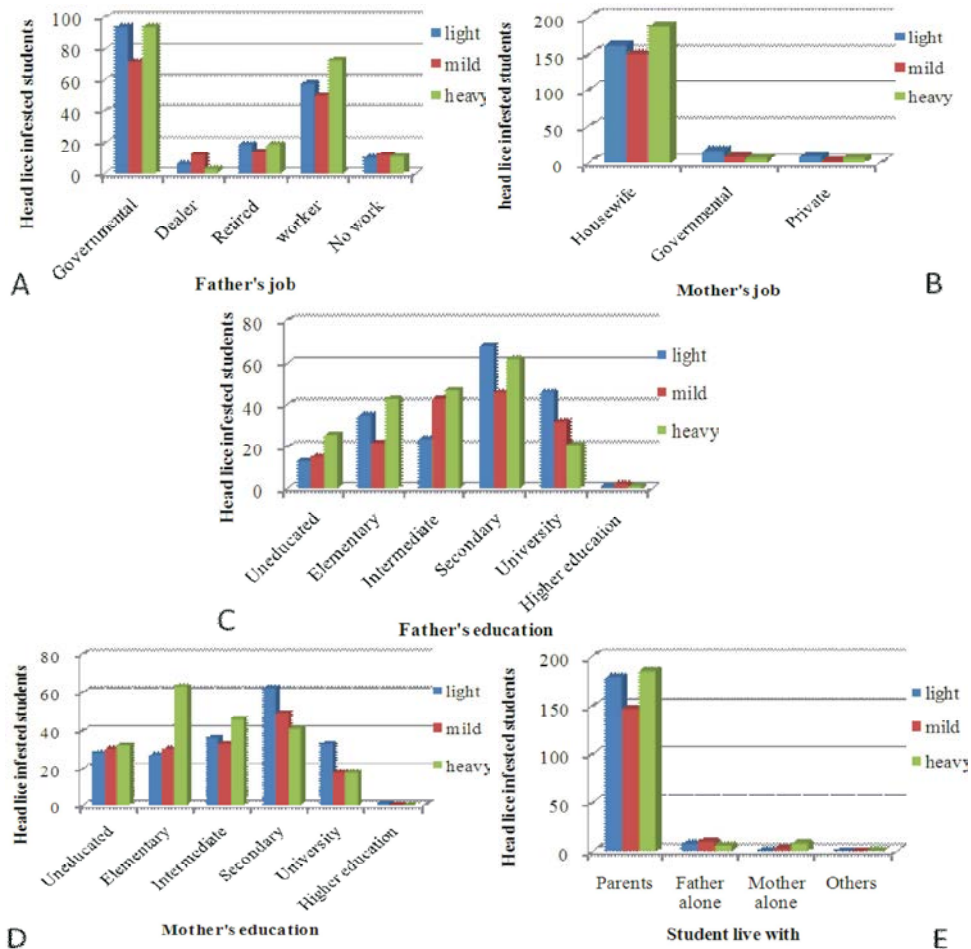 Head lice infested students
100
80
60
40
20
0
Governmental
Dealer
Retired
worker
No work
light
mild
heavy
Father's job
A
head lice infested students
200
150
100
50
0
Housewife
Governmental
Private
light
mild
heavy
Mother's job
B
Head lice infested students
80
60
40
20
0
Uneducated
Elementary
Intermediate
Secondary
University
Higher education
light
mild
heavy
Father's education
C
Head lice infested students
80
60
40
20
0
Uneducated
Elementary
Intermediate
Secondary
University
Higher education
light
mild
heavy
Mother's education
D
Head lice infested students
200
150
100
50
0
Parents
Father alone
Mother alone
Others
light
mild
heavy
Student live with
E